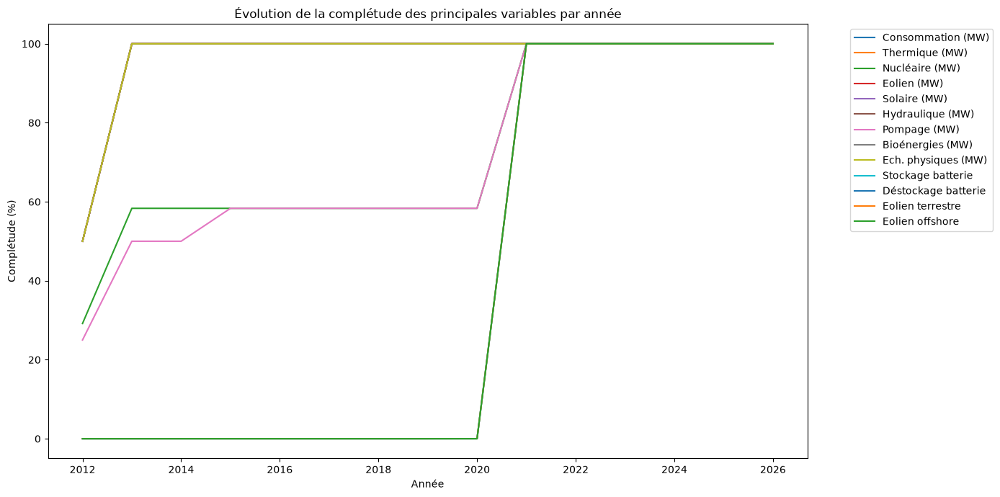 Évolution de la complétude des principales variables par année
100
80
60
40
20
0
Complétude (%)
2012 2014 2016 2018 2020 2022 2024 2026
Année
Consommation (MW)
Thermique (MW)
Nucléaire (MW)
Eolien (MW)
Solaire (MW)
Hydraulique (MW)
Pompage (MW)
Bioénergies (MW)
Ech. physiques (MW)
Stockage batterie
Déstockage batterie
Eolien terrestre
Eolien offshore